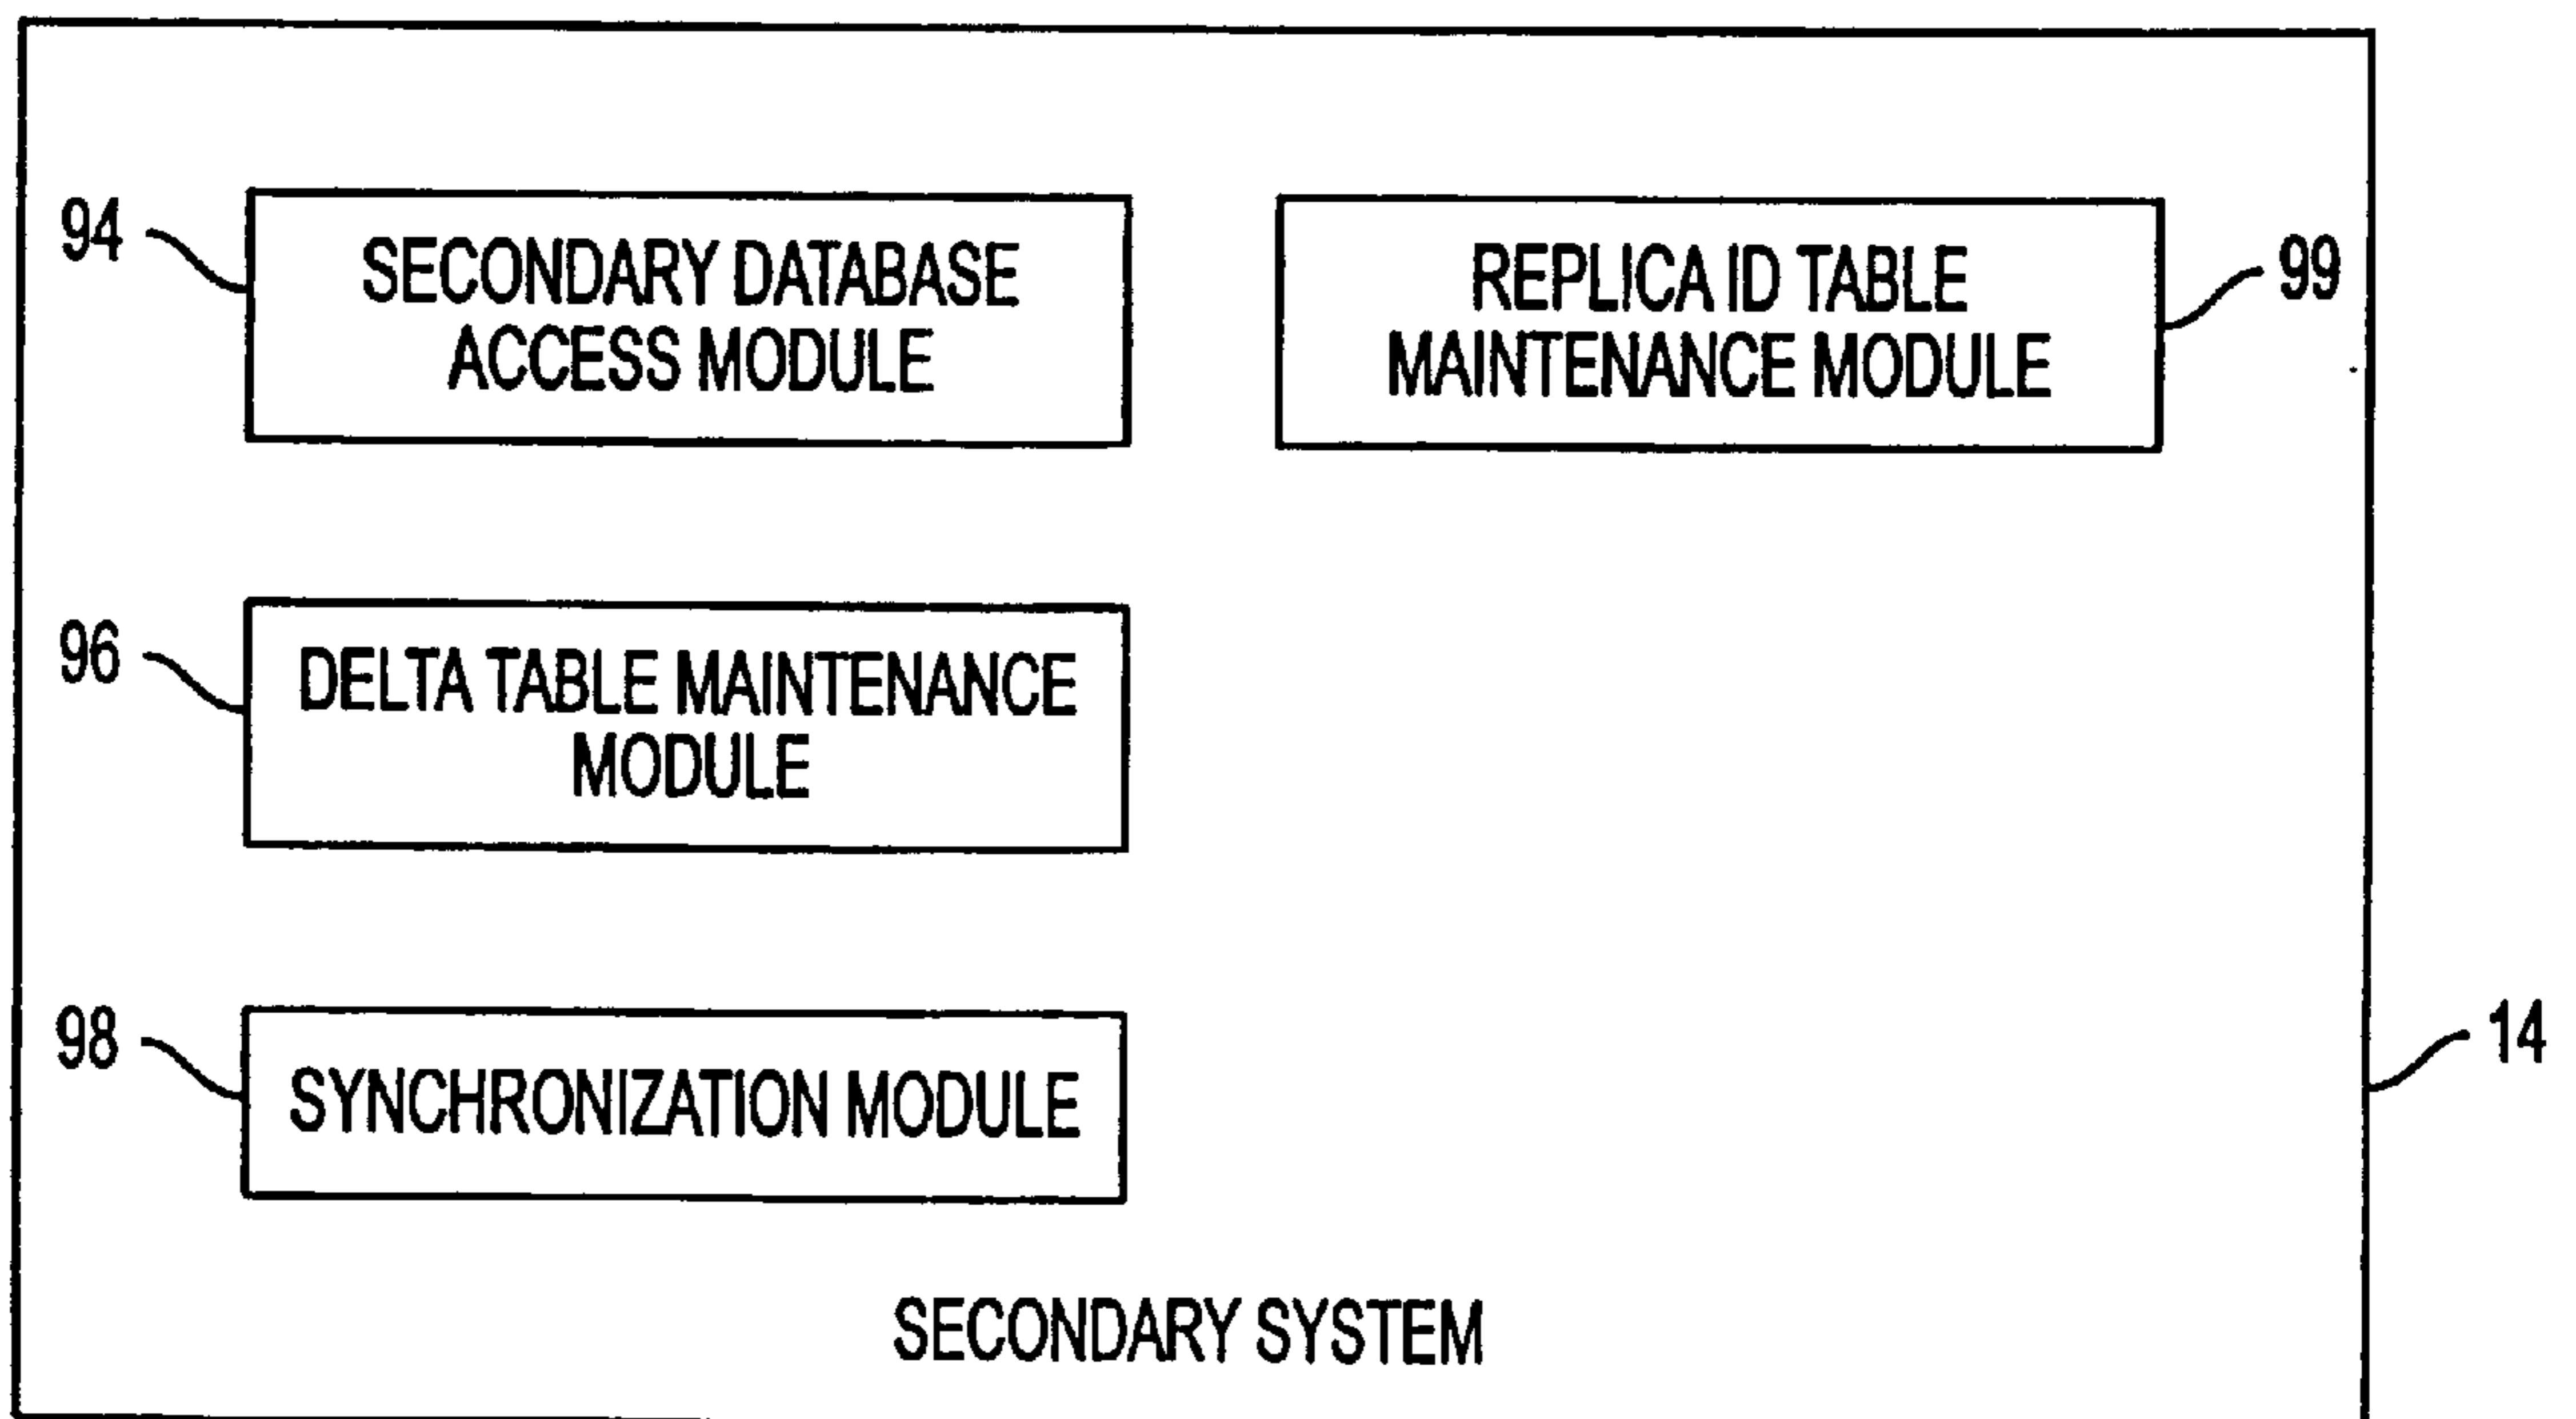 94
SECONDARY DATABASE
ACCESS MODULE
REPLICA ID TABLE
MAINTENANCE MODULE
99
96
DELTA TABLE MAINTENANCE
MODULE
98
SYNCHRONIZATION MODULE
14
SECONDARY SYSTEM